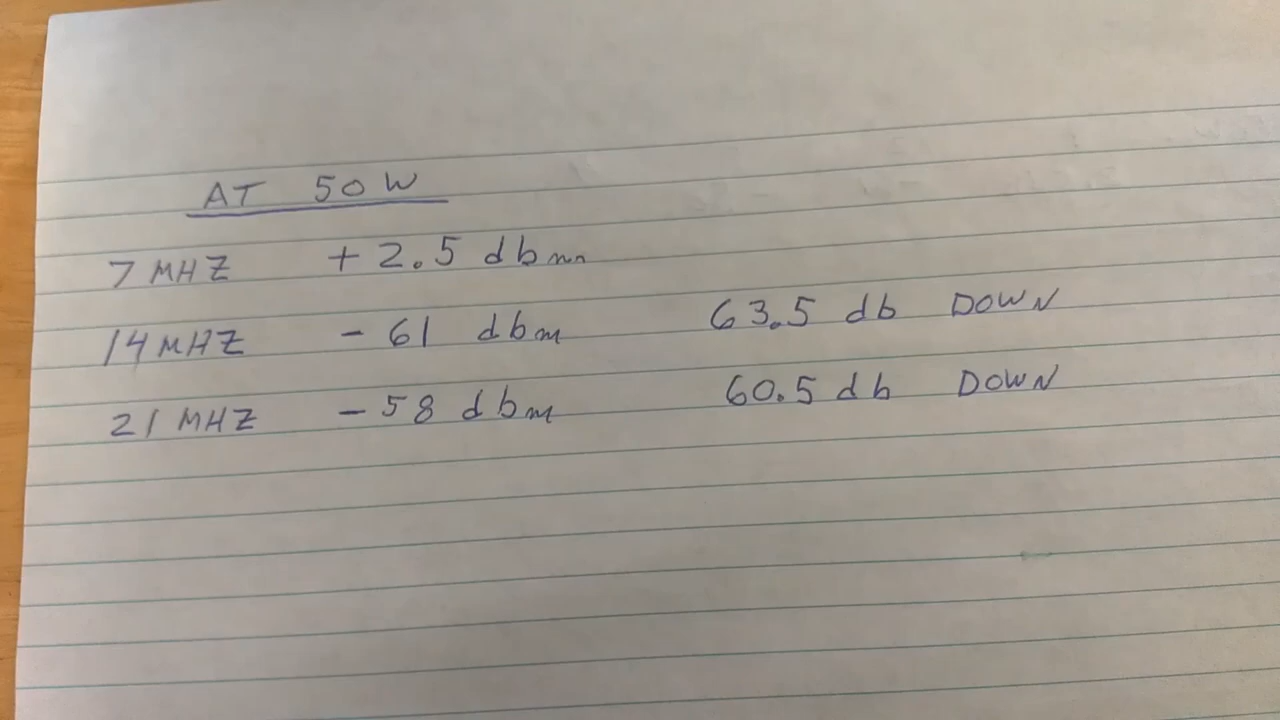 AT 50W
7 MHZ + 2.5 dbm
14 MHZ - 61 dbm 63.5 db DOWN
21 MHZ - 58 dbm 60.5 db DOWN